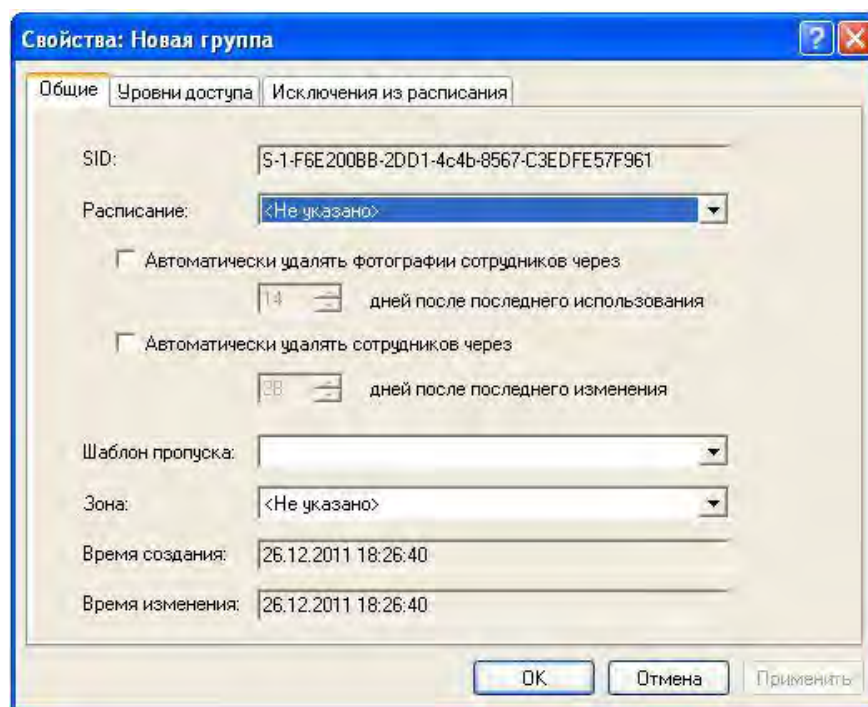 Свойства: Новая группа
Общие Уровни доступа Исключения из расписания
SID: S-1-F6E200BB-2DD1-4c4b-8567-C3EDFE57F961
Расписание: <Не указано>
Автоматически удалять фотографии сотрудников через
14 дней после последнего использования
Автоматически удалять сотрудников через
28 дней после последнего изменения
Шаблон пропуска:
Зона: <Не указано>
Время создания: 26.12.2011 18:26:40
Время изменения: 26.12.2011 18:26:40
OK Отмена Применить